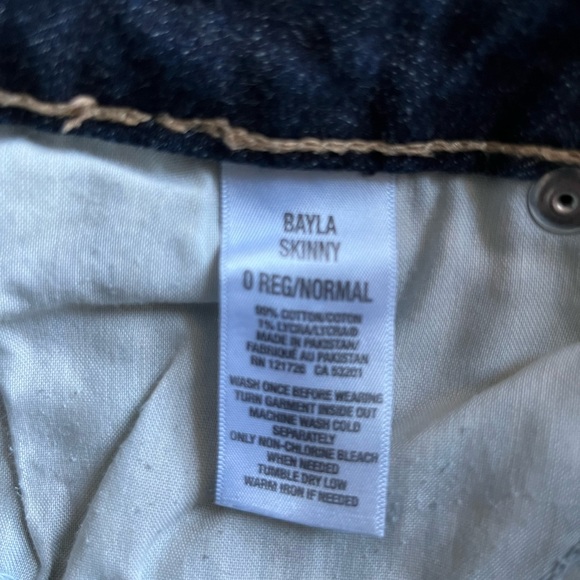 BAYLA
SKINNY
0 REG/NORMAL
99% COTTON/COTON
1% LYCRA/LYCRA®
MADE IN PAKISTAN/
FABRIQUÉ AU PAKISTAN
RN 121726 CA 53201
WASH ONCE BEFORE WEARING
TURN GARMENT INSIDE OUT
MACHINE WASH COLD
SEPARATELY
ONLY NON-CHLORINE BLEACH
WHEN NEEDED
TUMBLE DRY LOW
WARM IRON IF NEEDED